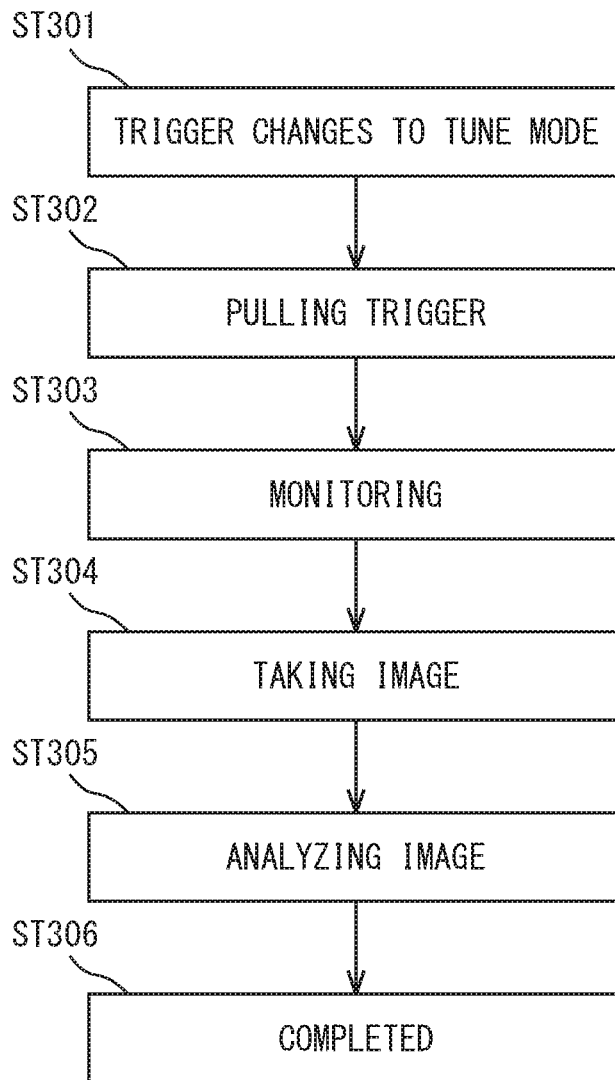 ST301
TRIGGER CHANGES TO TUNE MODE
ST302
PULLING TRIGGER
ST303
MONITORING
ST304
TAKING IMAGE
ST305
ANALYZING IMAGE
ST306
COMPLETED